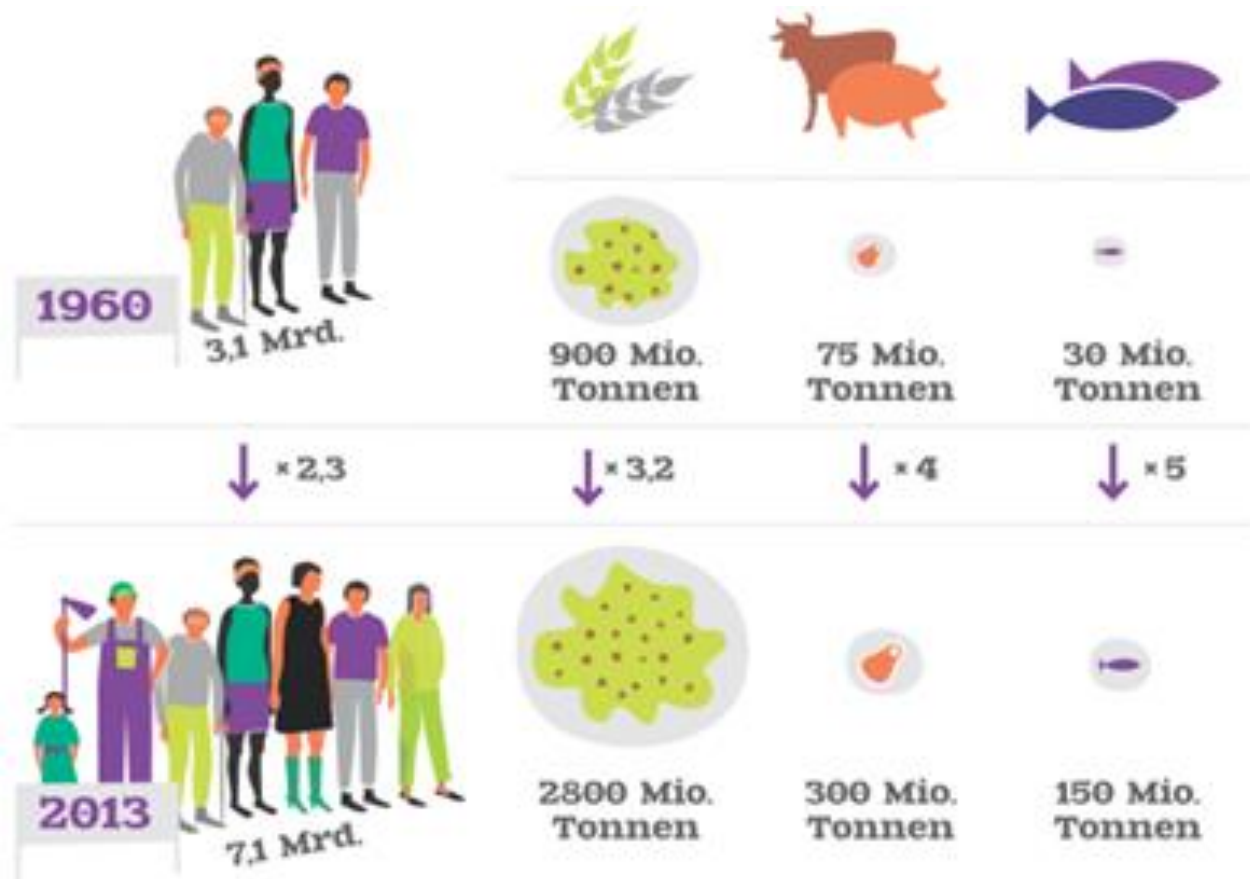 1960
3,1 Mrd.
900 Mio.
Tonnen
75 Mio.
Tonnen
30 Mio.
Tonnen
× 2,3
× 3,2
× 4
× 5
2013
7,1 Mrd.
2800 Mio.
Tonnen
300 Mio.
Tonnen
150 Mio.
Tonnen